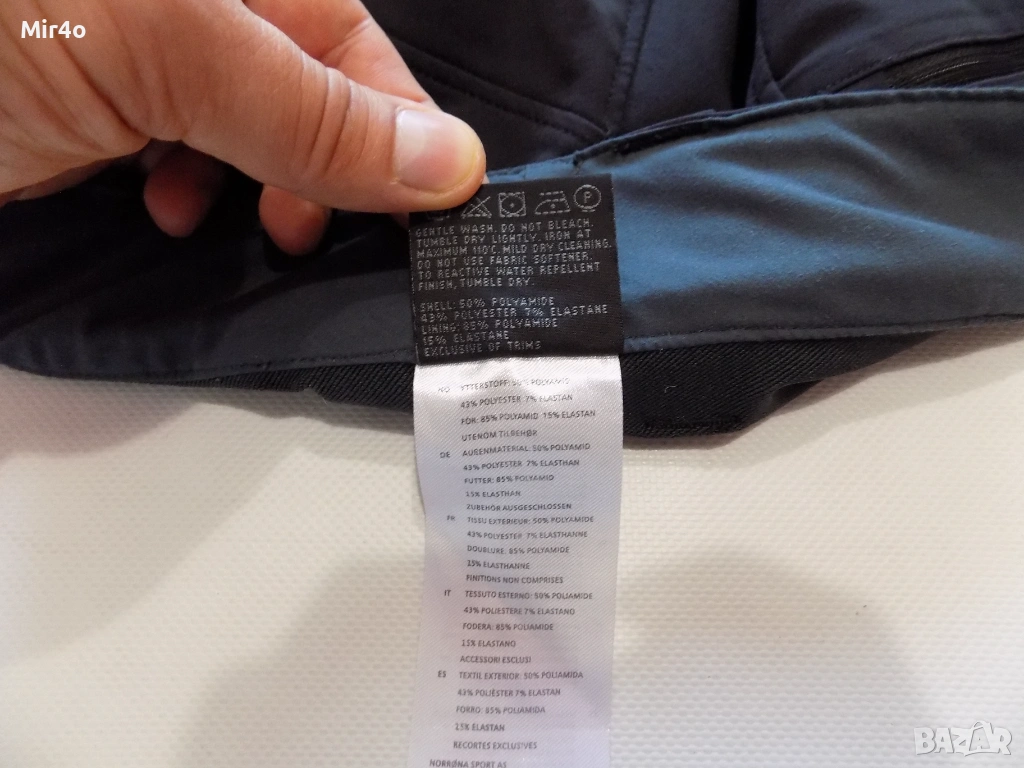 Mir4o
P
GENTLE WASH. DO NOT BLEACH.
TUMBLE DRY LIGHTLY. IRON AT
MAXIMUM 110°C. MILD DRY CLEANING.
DO NOT USE FABRIC SOFTENER.
TO REACTIVE WATER REPELLENT
FINISH, TUMBLE DRY.
SHELL: 50% POLYAMIDE
43% POLYESTER 7% ELASTANE
LINING: 85% POLYAMIDE
15% ELASTANE
EXCLUSIVE OF TRIMS
NO YTTERSTOFF: 50% POLYAMID
43% POLYESTER 7% ELASTAN
FOR: 85% POLYAMID 15% ELASTAN
UTENOM TILBEHØR
DE AUßENMATERIAL: 50% POLYAMID
43% POLYESTER 7% ELASTHAN
FUTTER: 85% POLYAMID
15% ELASTHAN
ZUBEHÖR AUSGESCHLOSSEN
FR TISSU EXTERIEUR: 50% POLYAMIDE
43% POLYESTER 7% ELASTHANNE
DOUBLURE: 85% POLYAMIDE
15% ELASTHANNE
FINITIONS NON COMPRISES
IT TESSUTO ESTERNO: 50% POLIAMIDE
43% POLIESTERE 7% ELASTANO
FODERA: 85% POLIAMIDE
15% ELASTANO
ACCESSORI ESCLUSI
ES TEXTIL EXTERIOR: 50% POLIAMIDA
43% POLIÉSTER 7% ELASTAN
FORRO: 85% POLIAMIDA
15% ELASTAN
RECORTES EXCLUSIVES
NORRØNA SPORT AS
BAZAR